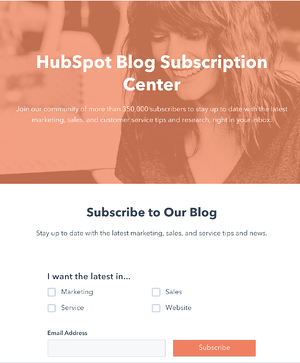 HubSpot Blog Subscription
Center
Join our community of more than 350,000 subscribers to stay up to date with the latest
marketing, sales, and customer service tips and research, right in your inbox.
Subscribe to Our Blog
Stay up to date with the latest marketing, sales, and service tips and news.
I want the latest in...
Marketing
Sales
Service
Website
Email Address
Subscribe